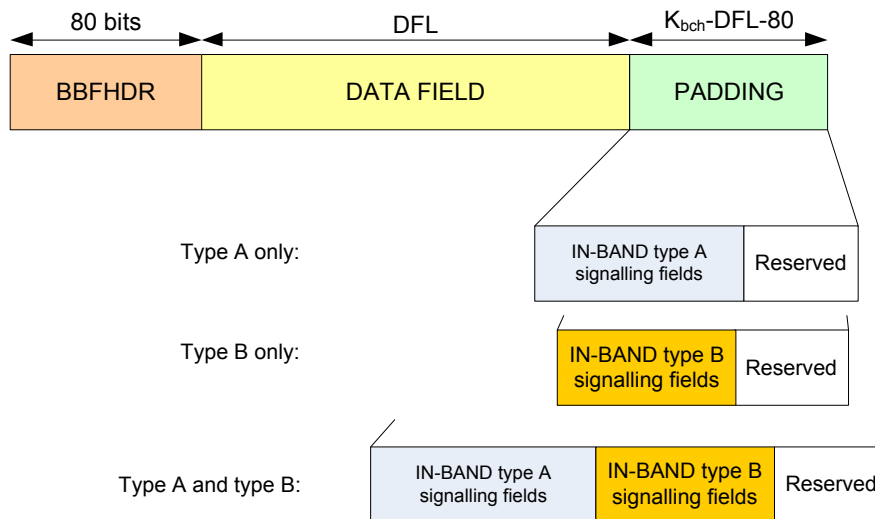 80 bits
DFL
Kbch-DFL-80
BBFHDR
DATA FIELD
PADDING
Type A only:
IN-BAND type A
signalling fields
Reserved
Type B only:
IN-BAND type B
signalling fields
Reserved
Type A and type B:
IN-BAND type A
signalling fields
IN-BAND type B
signalling fields
Reserved